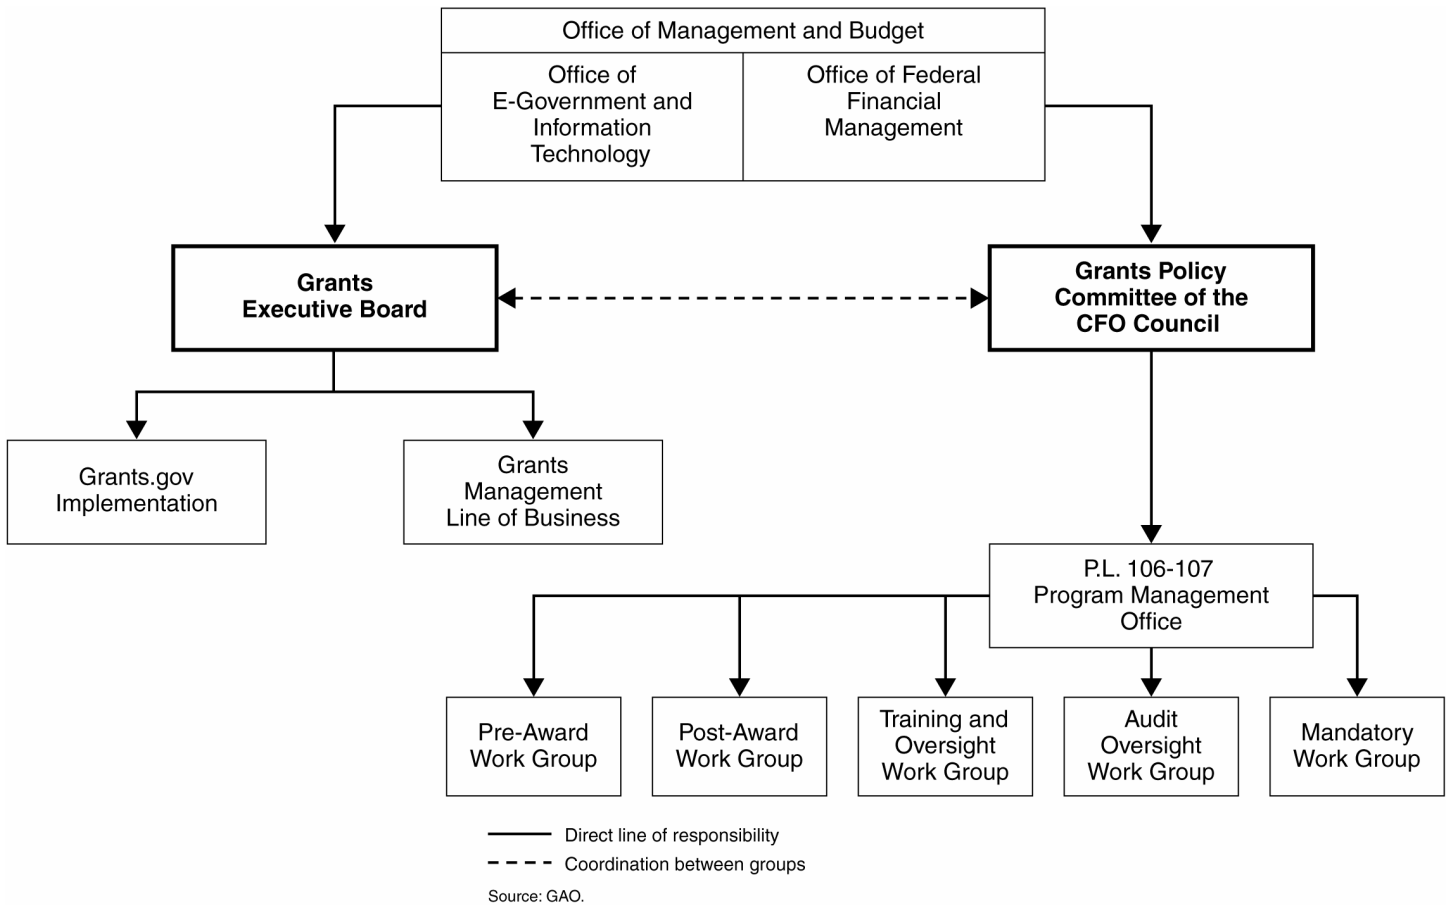 Office of Management and Budget
Office of
E-Government and
Information
Technology
Office of Federal
Financial
Management
Grants
Executive Board
Grants Policy
Committee of the
CFO Council
Grants.gov
Implementation
Grants
Management
Line of Business
P.L. 106-107
Program Management
Office
Pre-Award
Work Group
Post-Award
Work Group
Training and
Oversight
Work Group
Audit
Oversight
Work Group
Mandatory
Work Group
Direct line of responsibility
Coordination between groups
Source: GAO.